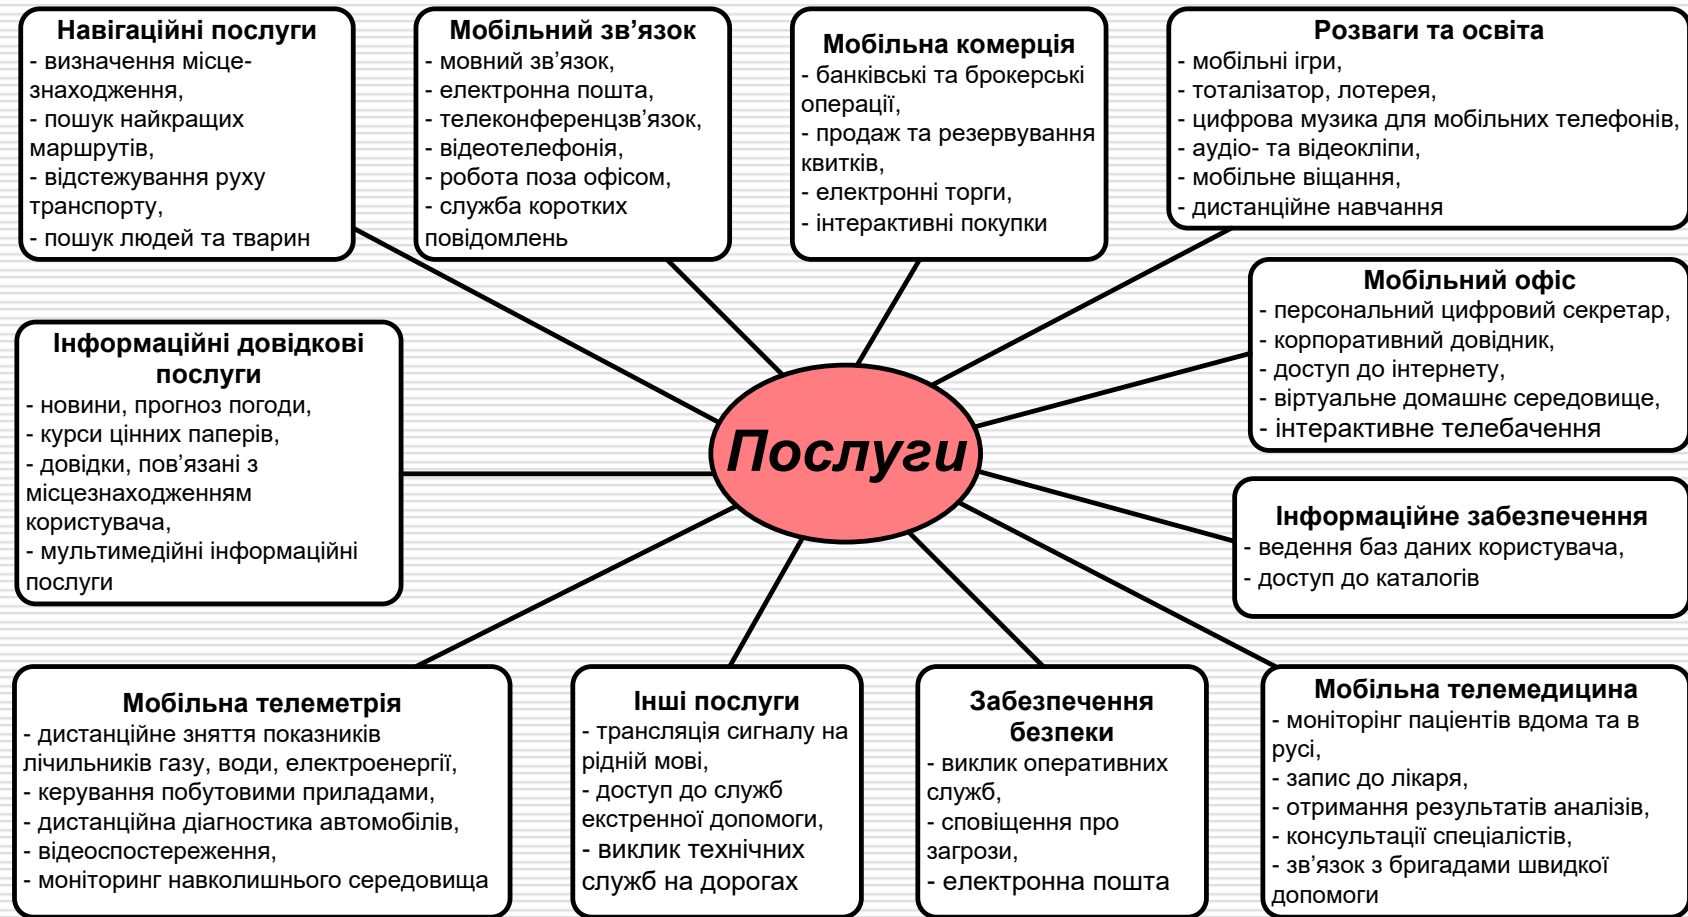 Навігаційні послуги
- визначення місце-
знаходження,
- пошук найкращих
маршрутів,
- відстежування руху
транспорту,
- пошук людей та тварин
Мобільний зв’язок
- мовний зв’язок,
- електронна пошта,
- телеконференцзв’язок,
- відеотелефонія,
- робота поза офісом,
- служба коротких
повідомлень
Мобільна комерція
- банківські та брокерські
операції,
- продаж та резервування
квитків,
- електронні торги,
- інтерактивні покупки
Розваги та освіта
- мобільні ігри,
- тоталізатор, лотерея,
- цифрова музика для мобільних телефонів,
- аудіо- та відеокліпи,
- мобільне віщання,
- дистанційне навчання
Інформаційні довідкові
послуги
- новини, прогноз погоди,
- курси цінних паперів,
- довідки, пов’язані з
місцезнаходженням
користувача,
- мультимедійні інформаційні
послуги
Послуги
Мобільний офіс
- персональний цифровий секретар,
- корпоративний довідник,
- доступ до інтернету,
- віртуальне домашнє середовище,
- інтерактивне телебачення
Інформаційне забезпечення
- ведення баз даних користувача,
- доступ до каталогів
Мобільна телеметрія
- дистанційне зняття показників
лічильників газу, води, електроенергії,
- керування побутовими приладами,
- дистанційна діагностика автомобілів,
- відеоспостереження,
- моніторинг навколишнього середовища
Інші послуги
- трансляція сигналу на
рідній мові,
- доступ до служб
екстренної допомоги,
- виклик технічних
служб на дорогах
Забезпечення
безпеки
- виклик оперативних
служб,
- сповіщення про
загрози,
- електронна пошта
Мобільна телемедицина
- моніторінг пацієнтів вдома та в
русі,
- запис до лікаря,
- отримання результатів аналізів,
- консультації спеціалістів,
- зв’язок з бригадами швидкої
допомоги